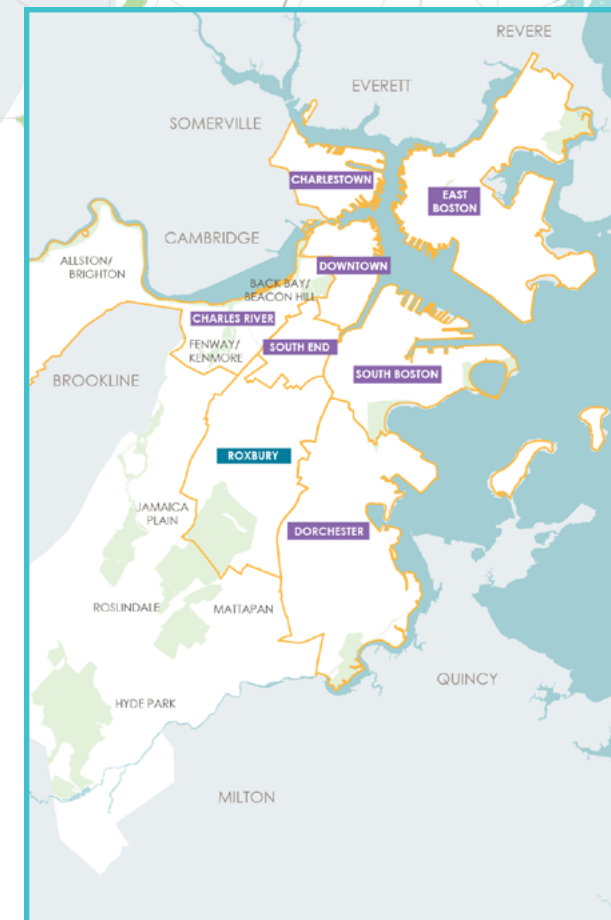 REVERE
EVERETT
SOMERVILLE
CHARLESTOWN
EAST
BOSTON
CAMBRIDGE
ALLSTON/
BRIGHTON
DOWNTOWN
BACK BAY/
BEACON HILL
CHARLES RIVER
FENWAY/
KENMORE
SOUTH END
BROOKLINE
SOUTH BOSTON
ROXBURY
JAMAICA
PLAIN
DORCHESTER
ROSLINDALE
MATTAPAN
QUINCY
HYDE PARK
MILTON